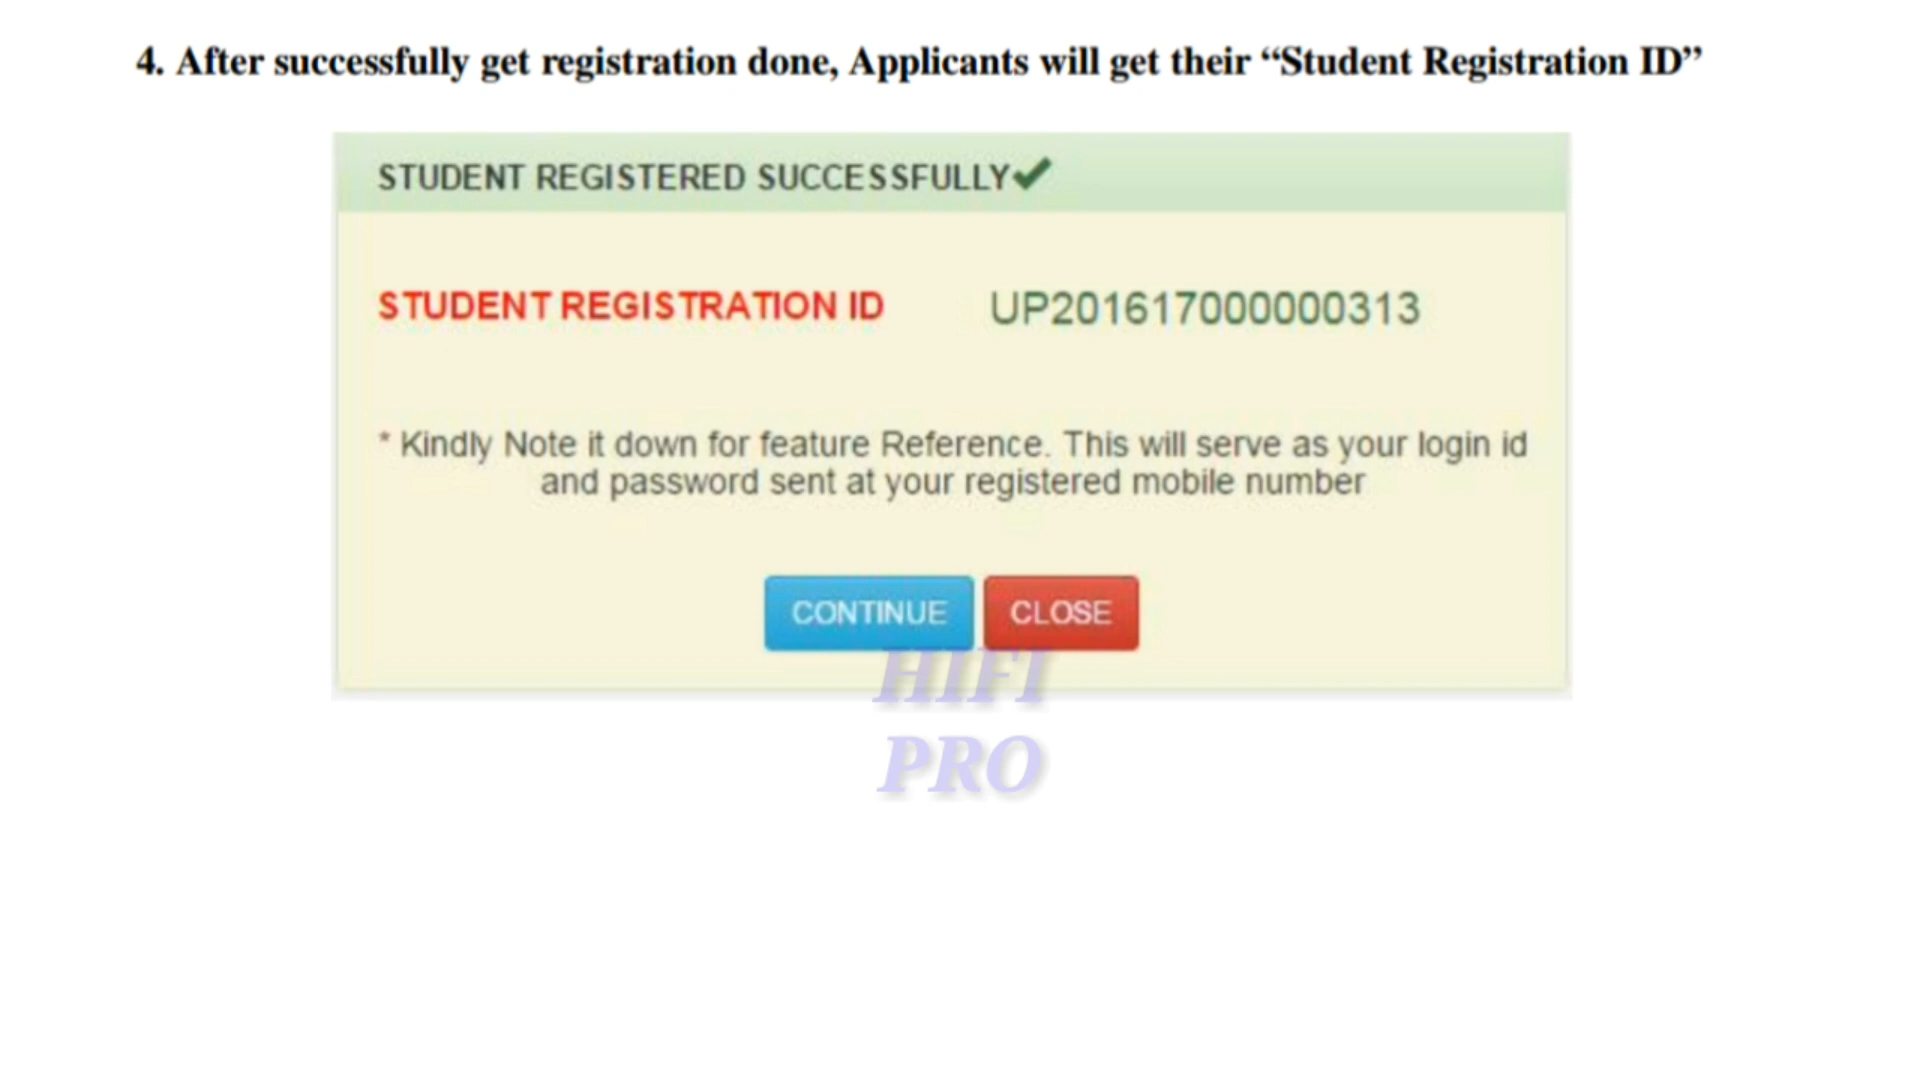 4. After successfully get registration done, Applicants will get their “Student Registration ID”
STUDENT REGISTERED SUCCESSFULLY✔
STUDENT REGISTRATION ID UP201617000000313
* Kindly Note it down for feature Reference. This will serve as your login id
and password sent at your registered mobile number
CONTINUE CLOSE
HIFI
PRO